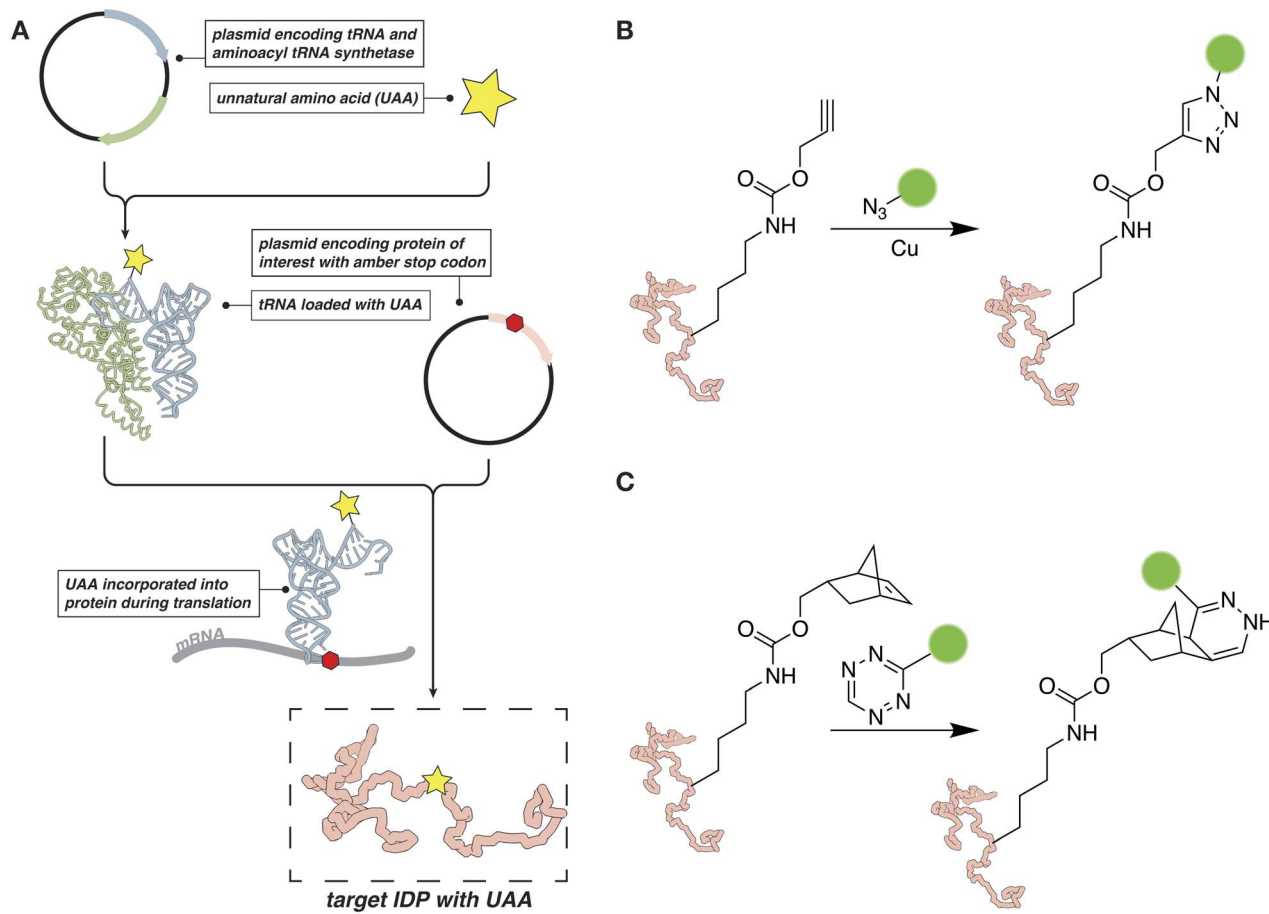 A
plasmid encoding tRNA and
aminoacyl tRNA synthetase
unnatural amino acid (UAA)
plasmid encoding protein of
interest with amber stop codon
tRNA loaded with UAA
UAA incorporated into
protein during translation
mRNA
target IDP with UAA
B
O
O
NH
N3
Cu
N
N
N
O
O
NH
C
O
O
NH
N
N
N
N
N
NH
O
O
NH